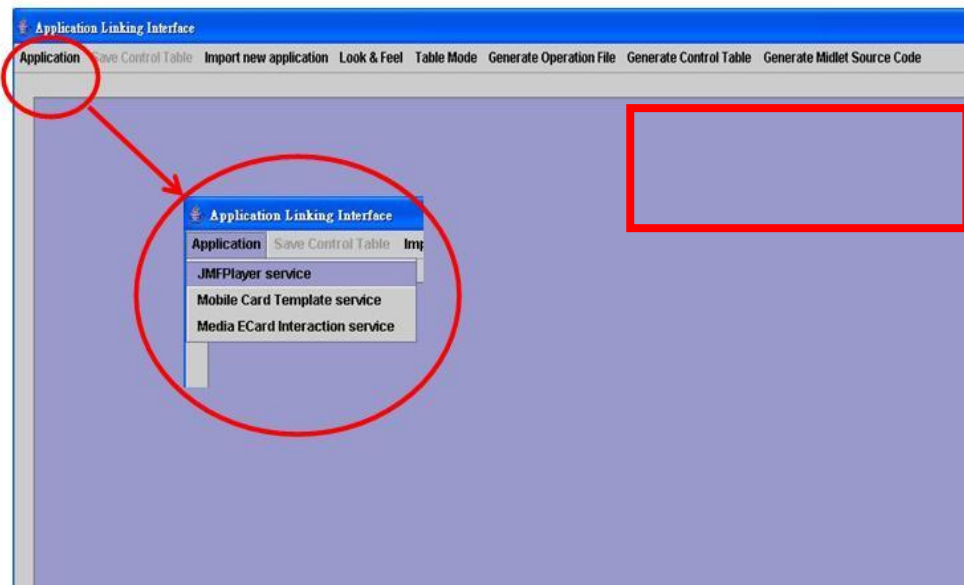 Application Linking Interface
Application Save Control Table Import new application Look & Feel Table Mode Generate Operation File Generate Control Table Generate Midlet Source Code
Application Linking Interface
Application Save Control Table
JMFPlayer service
Mobile Card Template service
Media ECard Interaction service